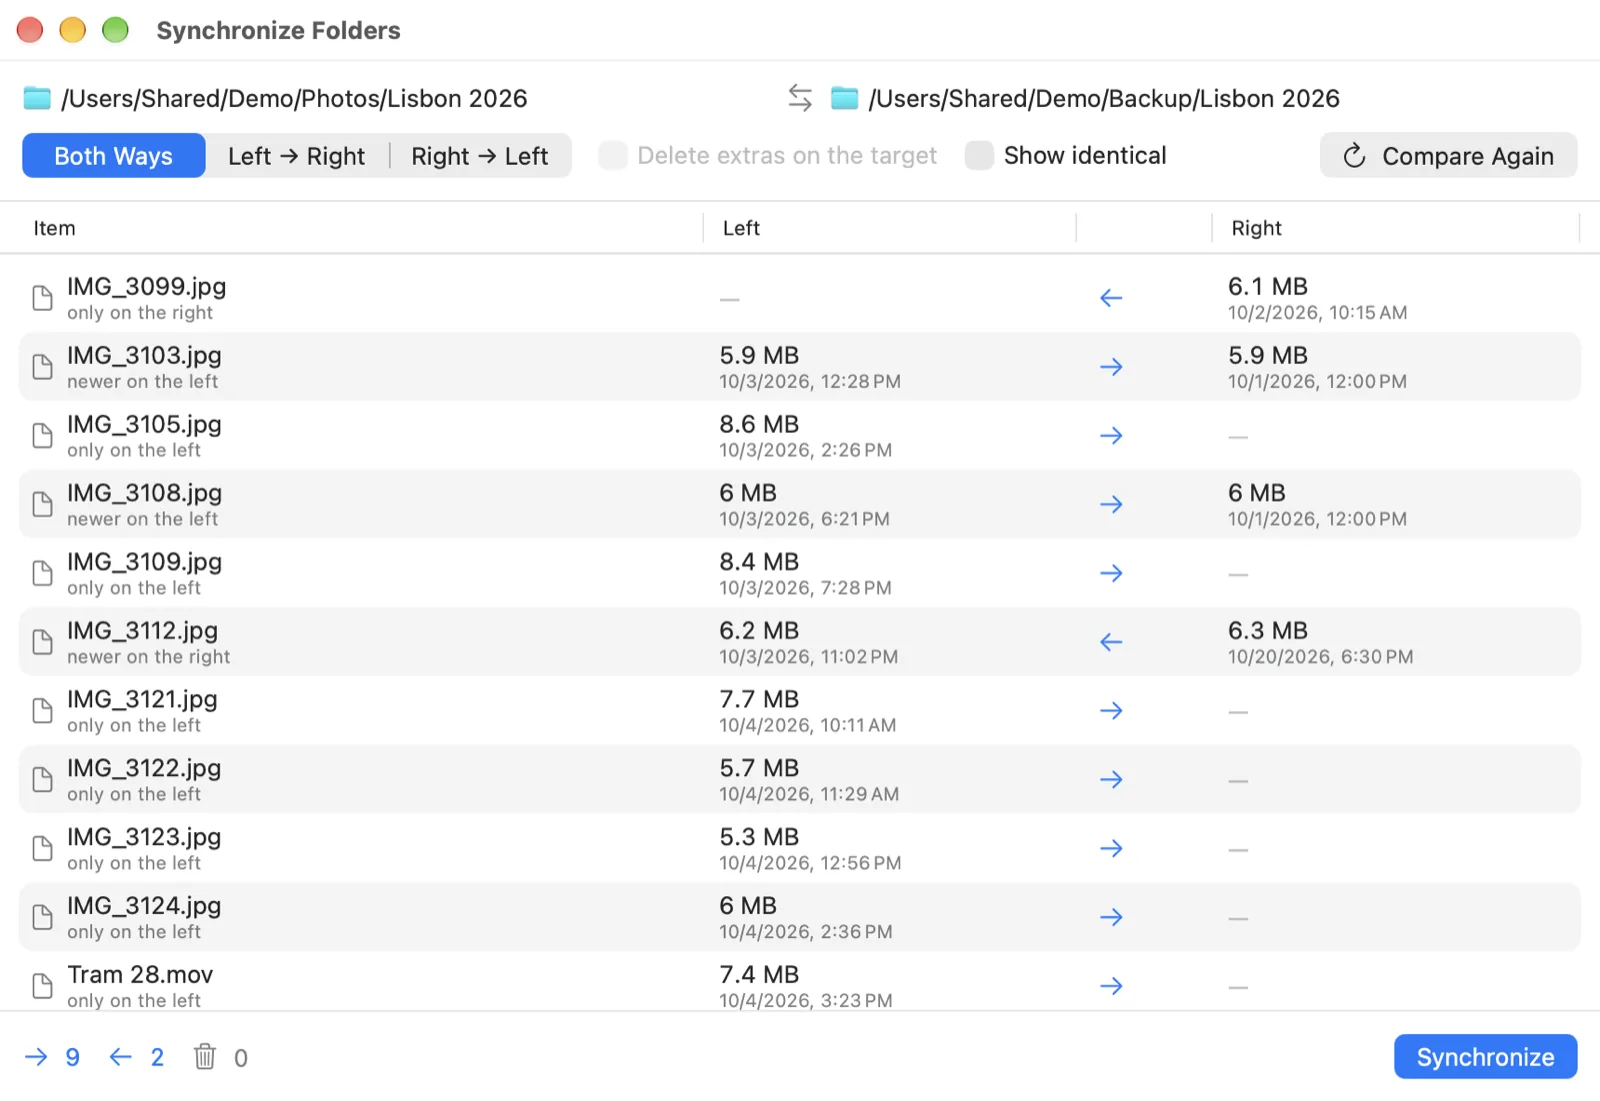 Synchronize Folders
/Users/Shared/Demo/Photos/Lisbon 2026
/Users/Shared/Demo/Backup/Lisbon 2026
Both Ways
Left → Right
Right → Left
Delete extras on the target
Show identical
Compare Again
Item Left Right
IMG_3099.jpg — ← 6.1 MB
only on the right 10/2/2026, 10:15 AM
IMG_3103.jpg 5.9 MB → 5.9 MB
newer on the left 10/3/2026, 12:28 PM 10/1/2026, 12:00 PM
IMG_3105.jpg 8.6 MB → —
only on the left 10/3/2026, 2:26 PM
IMG_3108.jpg 6 MB → 6 MB
newer on the left 10/3/2026, 6:21 PM 10/1/2026, 12:00 PM
IMG_3109.jpg 8.4 MB → —
only on the left 10/3/2026, 7:28 PM
IMG_3112.jpg 6.2 MB ← 6.3 MB
newer on the right 10/3/2026, 11:02 PM 10/20/2026, 6:30 PM
IMG_3121.jpg 7.7 MB → —
only on the left 10/4/2026, 10:11 AM
IMG_3122.jpg 5.7 MB → —
only on the left 10/4/2026, 11:29 AM
IMG_3123.jpg 5.3 MB → —
only on the left 10/4/2026, 12:56 PM
IMG_3124.jpg 6 MB → —
only on the left 10/4/2026, 2:36 PM
Tram 28.mov 7.4 MB → —
only on the left 10/4/2026, 3:23 PM
→ 9 ← 2 0
Synchronize